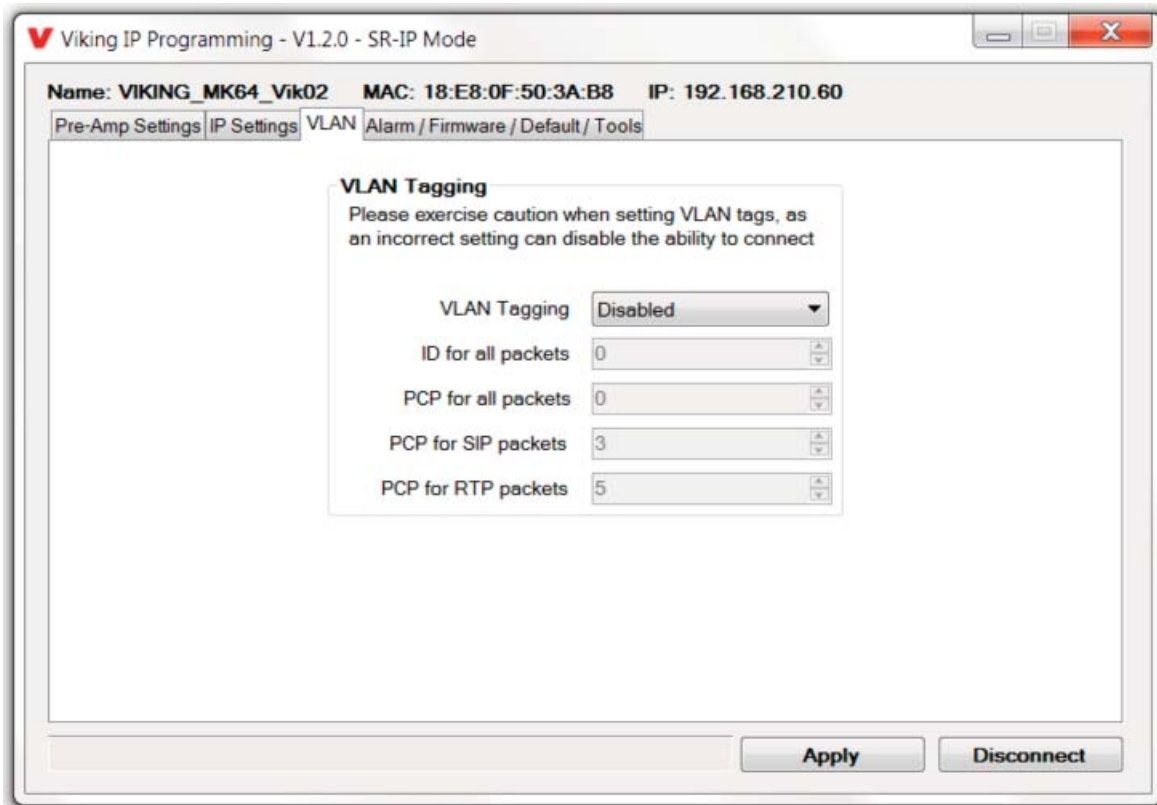 Viking IP Programming - V1.2.0 - SR-IP Mode
Name: VIKING_MK64_Vik02 MAC: 18:E8:0F:50:3A:B8 IP: 192.168.210.60
Pre-Amp Settings IP Settings VLAN Alarm / Firmware / Default / Tools
VLAN Tagging
Please exercise caution when setting VLAN tags, as
an incorrect setting can disable the ability to connect
VLAN Tagging Disabled
ID for all packets 0
PCP for all packets 0
PCP for SIP packets 3
PCP for RTP packets 5
Apply Disconnect